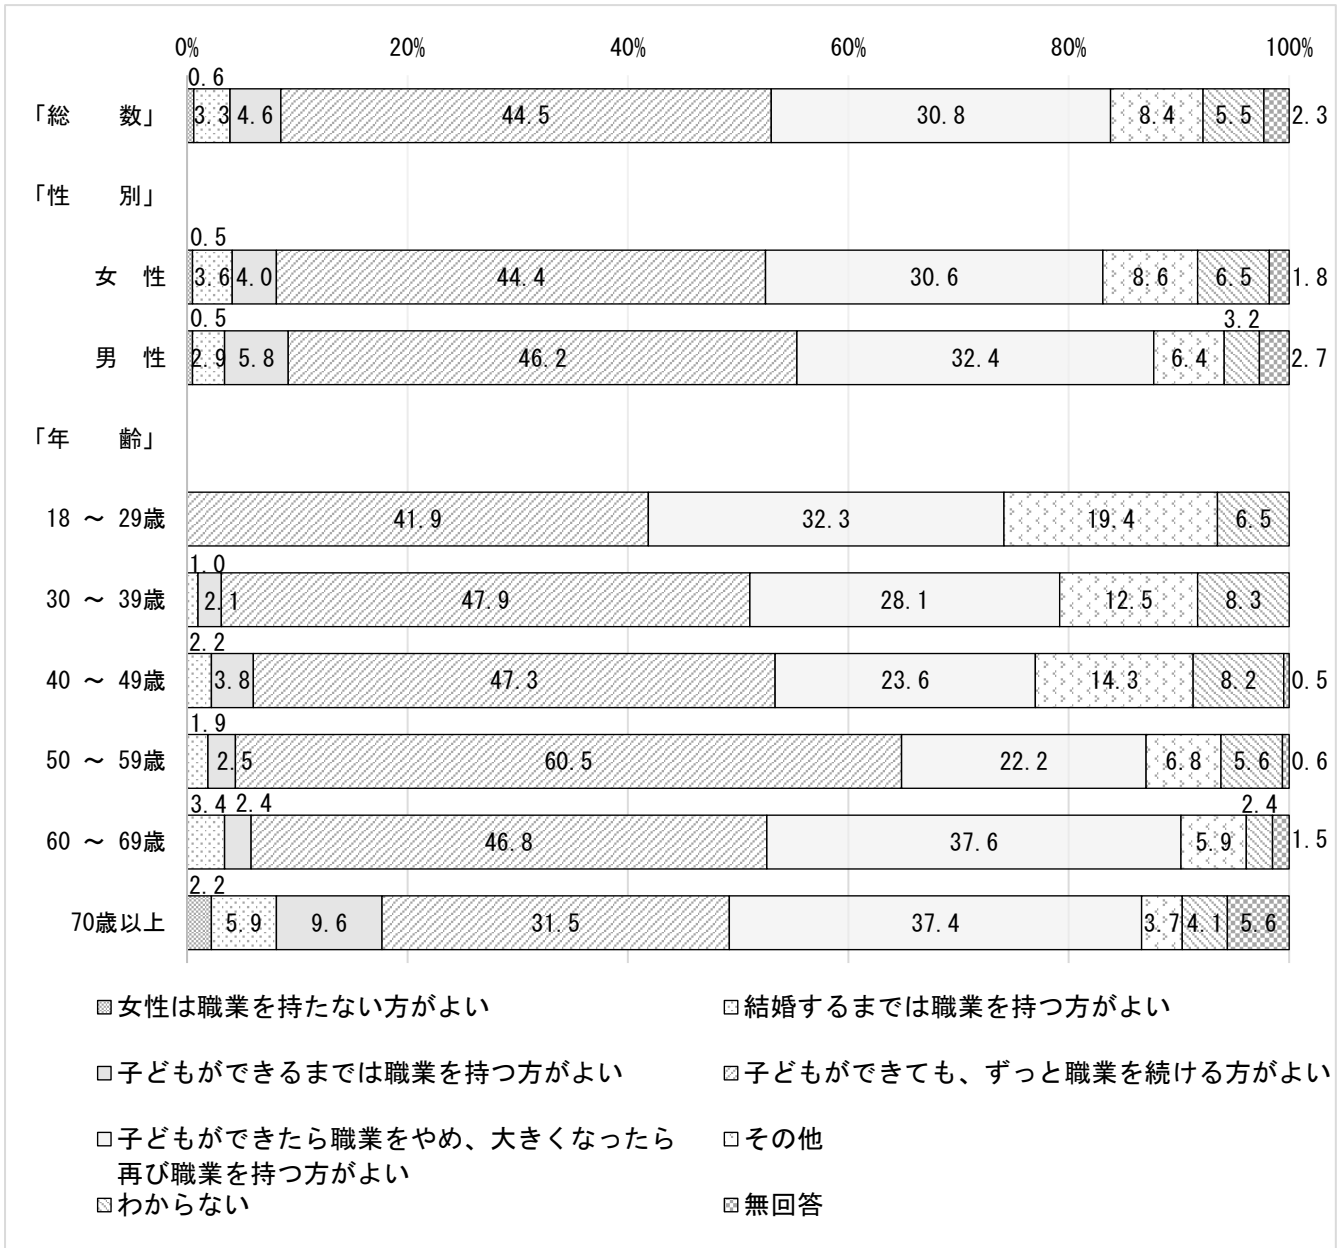 0% 20% 40% 60% 80% 100%
0.6
「総　数」 3.3 4.6 44.5 30.8 8.4 5.5 2.3
「性　別」
0.5
女　性 3.6 4.0 44.4 30.6 8.6 6.5 1.8
0.5 3.2
男　性 2.9 5.8 46.2 32.4 6.4 2.7
「年　齢」
18 ～ 29歳 41.9 32.3 19.4 6.5
1.0
30 ～ 39歳 2.1 47.9 28.1 12.5 8.3
2.2
40 ～ 49歳 3.8 47.3 23.6 14.3 8.2 0.5
1.9
50 ～ 59歳 2.5 60.5 22.2 6.8 5.6 0.6
3.4 2.4 2.4
60 ～ 69歳 46.8 37.6 5.9 1.5
2.2
70歳以上 5.9 9.6 31.5 37.4 3.7 4.1 5.6
女性は職業を持たない方がよい
結婚するまでは職業を持つ方がよい
子どもができるまでは職業を持つ方がよい
子どもができても、ずっと職業を続ける方がよい
子どもができたら職業をやめ、大きくなったら
再び職業を持つ方がよい
その他
わからない
無回答